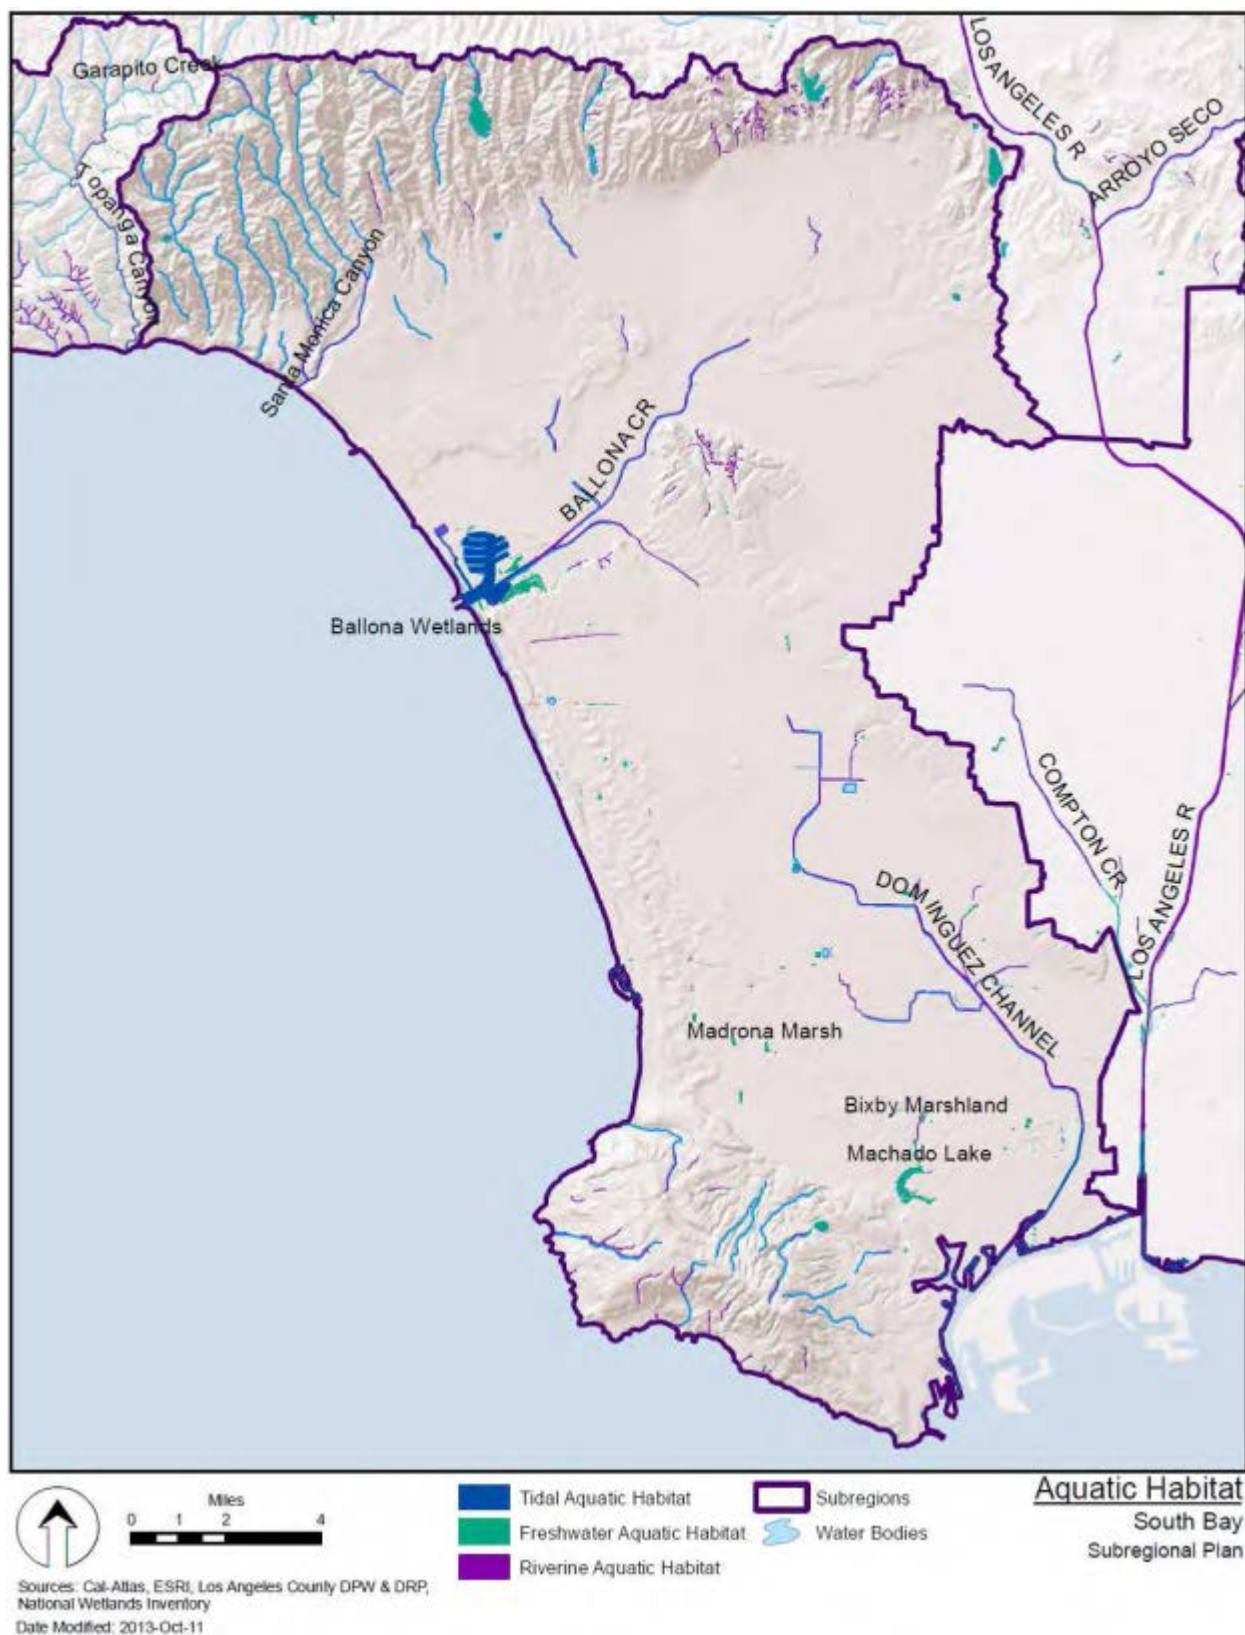 Garapito Creek
LOS ANGELES R
ARROYO SECO
Topanga Canyon
Santa Monica Canyon
BALLONA CR
Ballona Wetlands
COMPTON CR
LOS ANGELES R
DOMINGUEZ CHANNEL
Madrona Marsh
Bixby Marshland
Machado Lake
Miles
0 1 2 4
Tidal Aquatic Habitat
Freshwater Aquatic Habitat
Riverine Aquatic Habitat
Subregions
Water Bodies
Aquatic Habitat
South Bay
Subregional Plan
Sources: Cal-Atlas, ESRI, Los Angeles County DPW & DRP,
National Wetlands Inventory
Date Modified: 2013-Oct-11